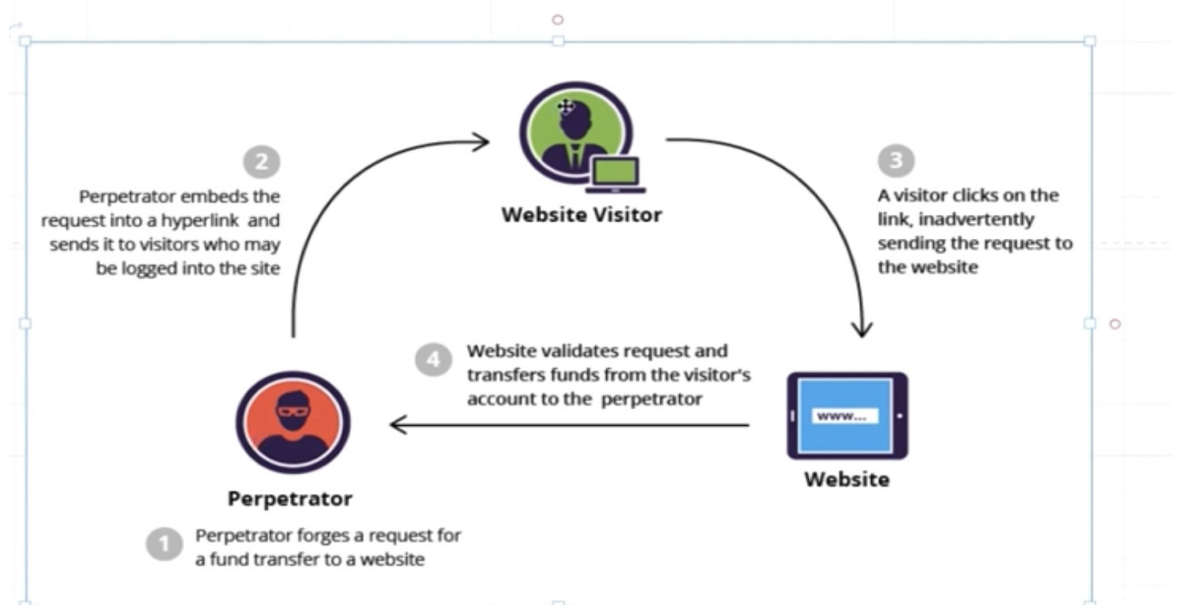 Website Visitor
2
Perpetrator embeds the
request into a hyperlink and
sends it to visitors who may
be logged into the site
3
A visitor clicks on the
link, inadvertently
sending the request to
the website
4
Website validates request and
transfers funds from the visitor's
account to the perpetrator
www...
Website
Perpetrator
1
Perpetrator forges a request for
a fund transfer to a website